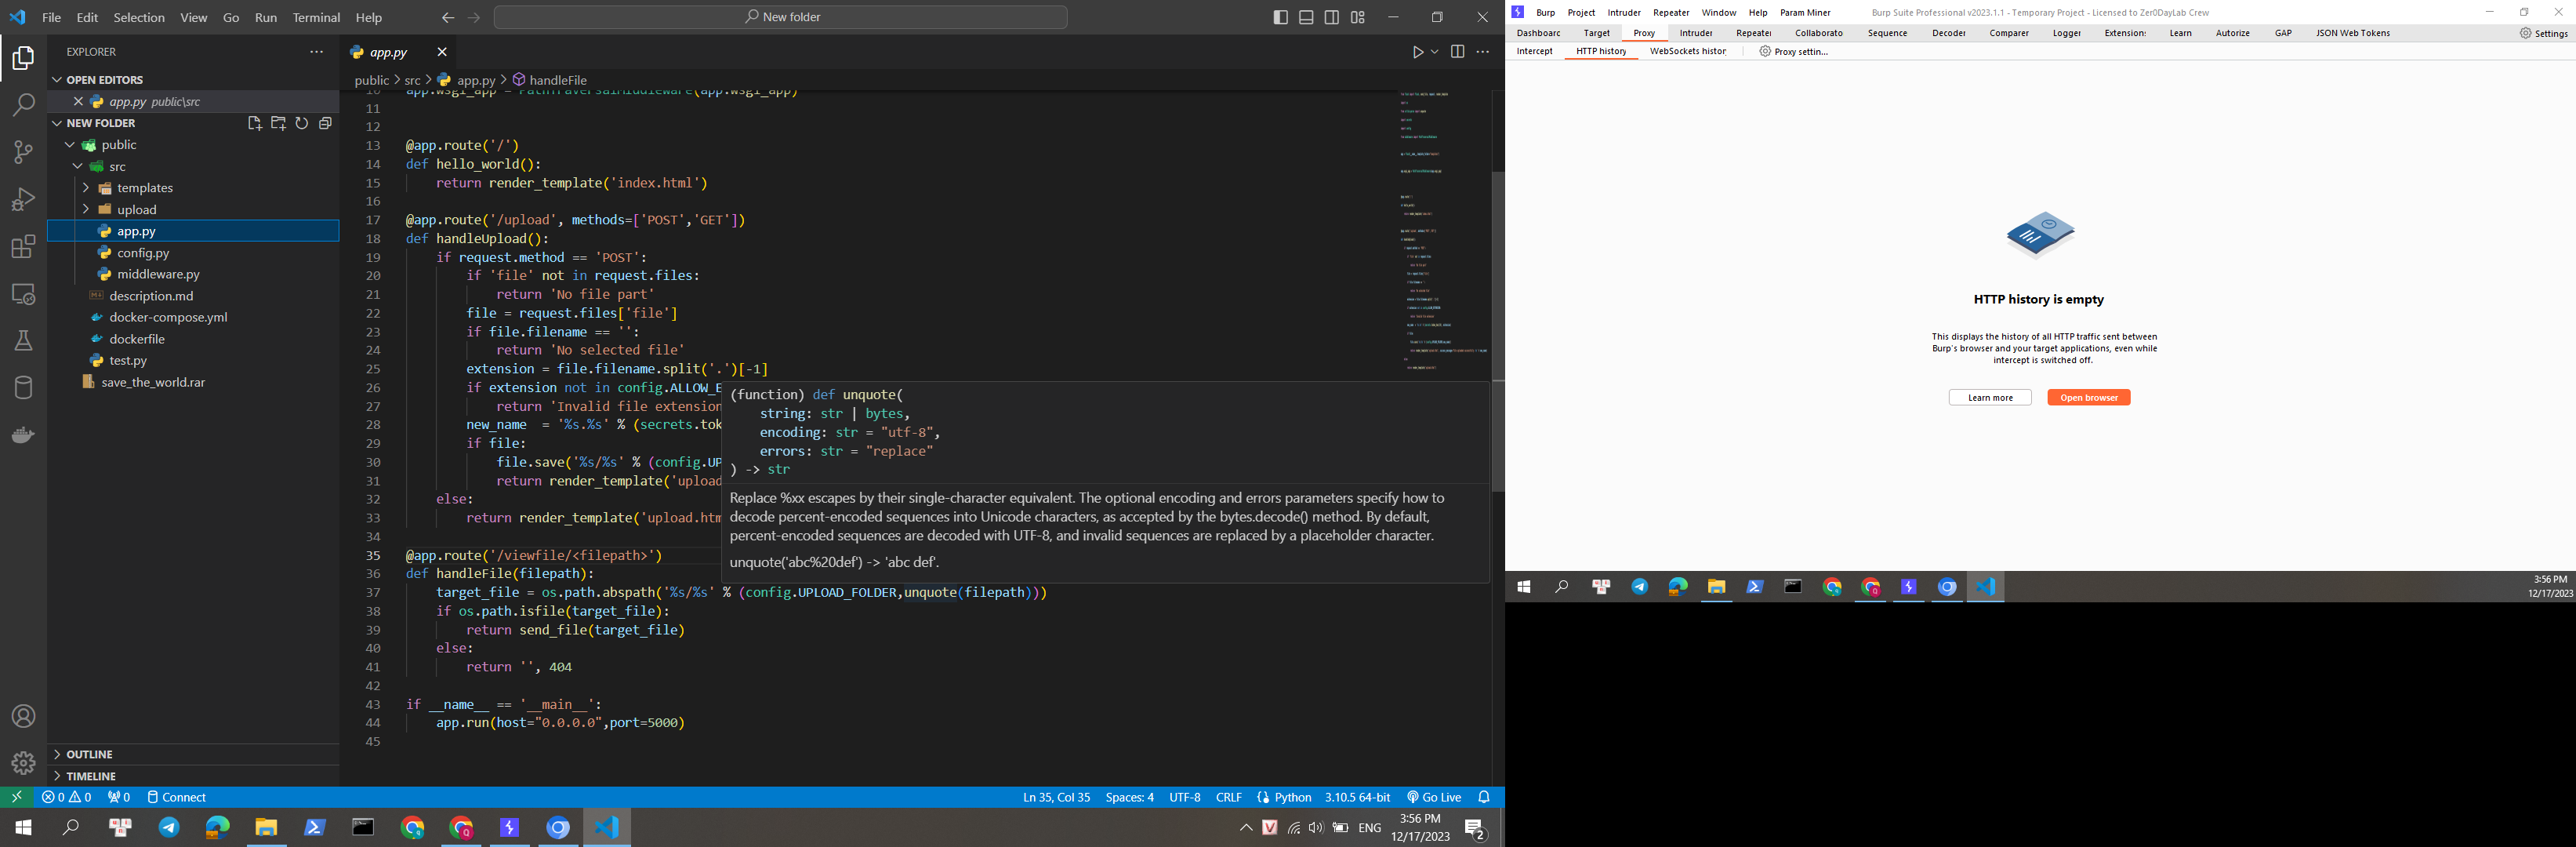 File Edit Selection View Go Run Terminal Help
New folder
EXPLORER
OPEN EDITORS
app.py public\src
NEW FOLDER
public
src
templates
upload
app.py
config.py
middleware.py
description.md
docker-compose.yml
dockerfile
test.py
save_the_world.rar
OUTLINE
TIMELINE
app.py
public > src > app.py > handleFile
10 app.wsgi_app = PathTraversalMiddleware(app.wsgi_app)
11
12
13 @app.route('/')
14 def hello_world():
15 return render_template('index.html')
16
17 @app.route('/upload', methods=['POST','GET'])
18 def handleUpload():
19 if request.method == 'POST':
20 if 'file' not in request.files:
21 return 'No file part'
22 file = request.files['file']
23 if file.filename == '':
24 return 'No selected file'
25 extension = file.filename.split('.')[-1]
26 if extension not in config.ALLOW_E
27 return 'Invalid file extension
28 new_name = '%s.%s' % (secrets.tok
29 if file:
30 file.save('%s/%s' % (config.UP
31 return render_template('upload
32 else:
33 return render_template('upload.htm
34
35 @app.route('/viewfile/<filepath>')
36 def handleFile(filepath):
37 target_file = os.path.abspath('%s/%s' % (config.UPLOAD_FOLDER,unquote(filepath)))
38 if os.path.isfile(target_file):
39 return send_file(target_file)
40 else:
41 return '', 404
42
43 if __name__ == '__main__':
44 app.run(host="0.0.0.0",port=5000)
45
(function) def unquote(
string: str | bytes,
encoding: str = "utf-8",
errors: str = "replace"
) -> str
Replace %xx escapes by their single-character equivalent. The optional encoding and errors parameters specify how to
decode percent-encoded sequences into Unicode characters, as accepted by the bytes.decode() method. By default,
percent-encoded sequences are decoded with UTF-8, and invalid sequences are replaced by a placeholder character.
unquote('abc%20def') -> 'abc def'.
0 0 0 Connect
Ln 35, Col 35 Spaces: 4 UTF-8 CRLF Python 3.10.5 64-bit Go Live
ENG
3:56 PM
12/17/2023
2
Burp Project Intruder Repeater Window Help Param Miner
Burp Suite Professional v2023.1.1 - Temporary Project - Licensed to Zer0DayLab Crew
Dashboarc Target Proxy Intruder Repeater Collaborato Sequence Decoder Comparer Logger Extensions Learn Autorize GAP JSON Web Tokens Settings
Intercept HTTP history WebSockets histor Proxy settin...
HTTP history is empty
This displays the history of all HTTP traffic sent between
Burp's browser and your target applications, even while
intercept is switched off.
Learn more Open browser
3:56 PM
12/17/2023